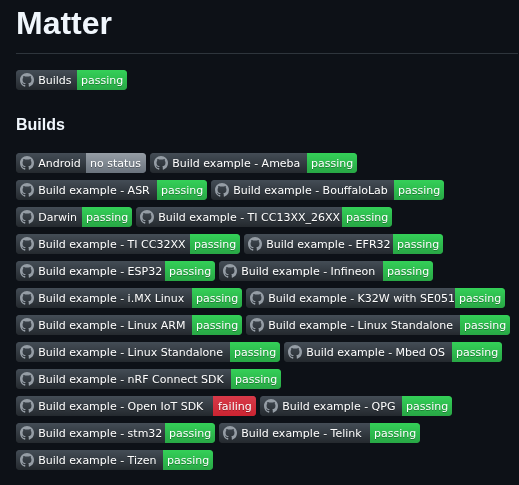 Matter
Builds passing
Builds
Android no status Build example - Ameba passing
Build example - ASR passing Build example - BouffaloLab passing
Darwin passing Build example - TI CC13XX_26XX passing
Build example - TI CC32XX passing Build example - EFR32 passing
Build example - ESP32 passing Build example - Infineon passing
Build example - i.MX Linux passing Build example - K32W with SE051 passing
Build example - Linux ARM passing Build example - Linux Standalone passing
Build example - Linux Standalone passing Build example - Mbed OS passing
Build example - nRF Connect SDK passing
Build example - Open IoT SDK failing Build example - QPG passing
Build example - stm32 passing Build example - Telink passing
Build example - Tizen passing